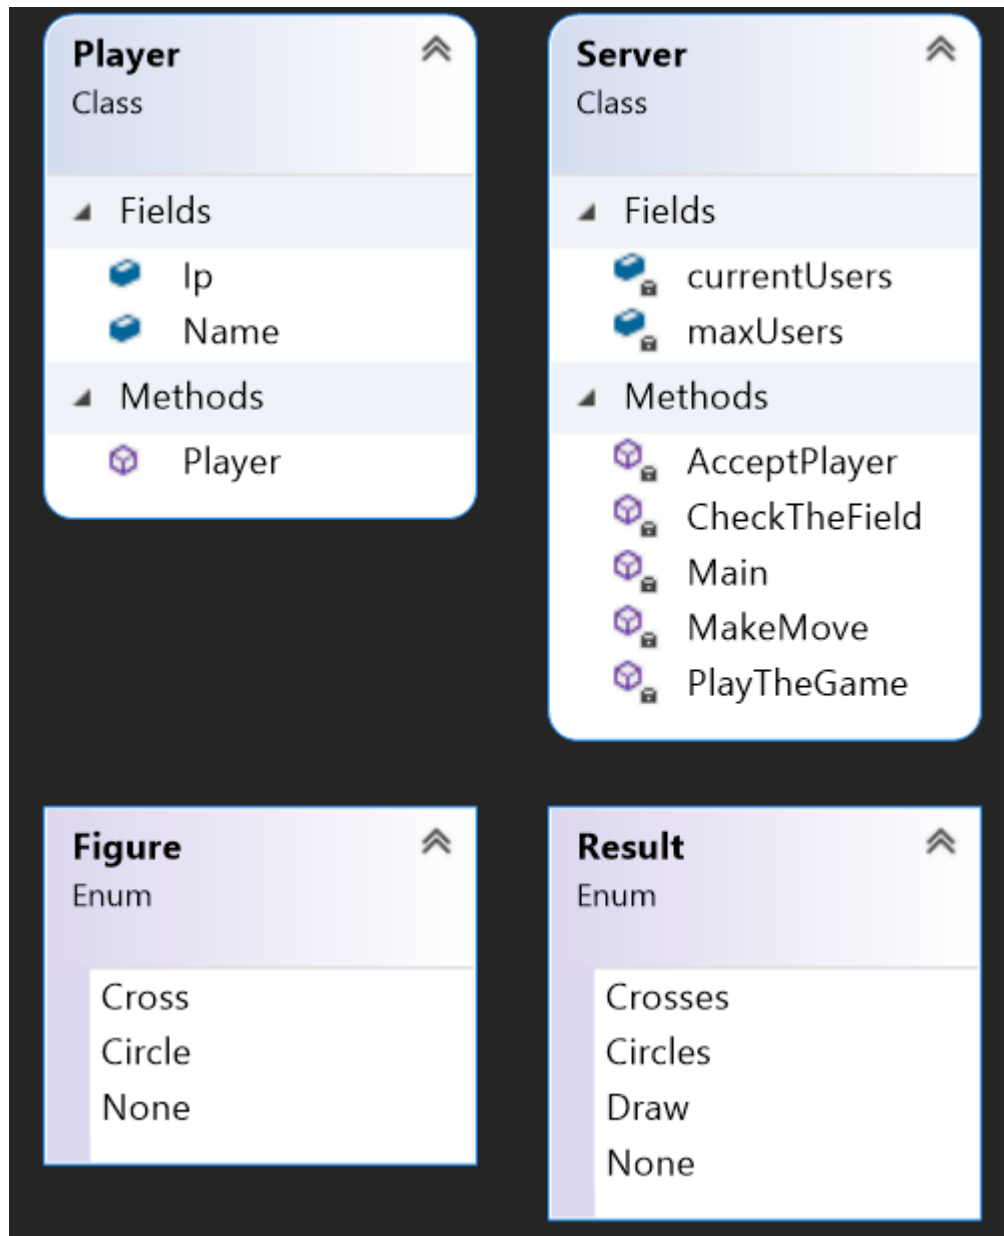 Player
Class
Fields
Ip
Name
Methods
Player
Server
Class
Fields
currentUsers
maxUsers
Methods
AcceptPlayer
CheckTheField
Main
MakeMove
PlayTheGame
Figure
Enum
Cross
Circle
None
Result
Enum
Crosses
Circles
Draw
None